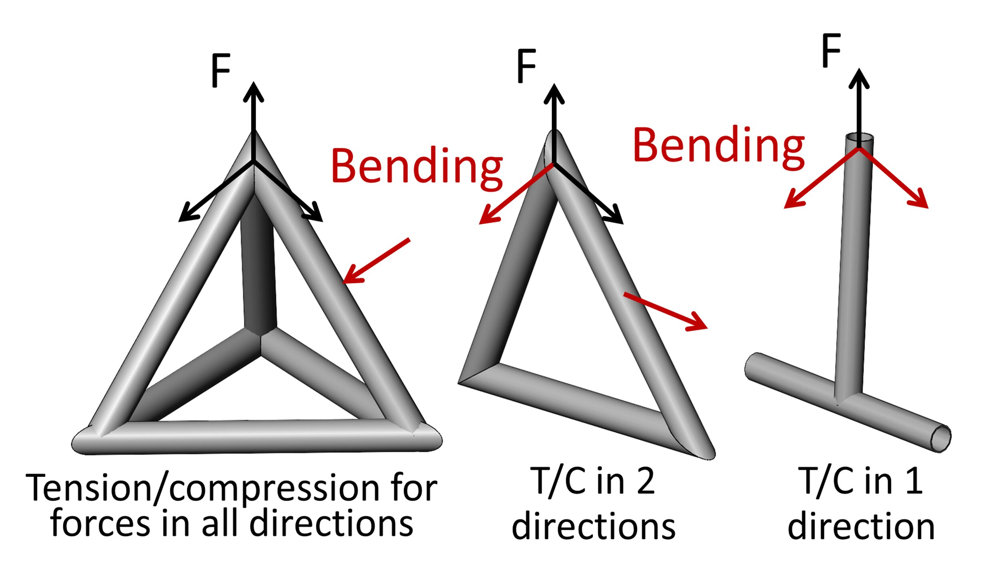 F
F
F
Bending
Bending
Tension/compression for
forces in all directions
T/C in 2
directions
T/C in 1
direction